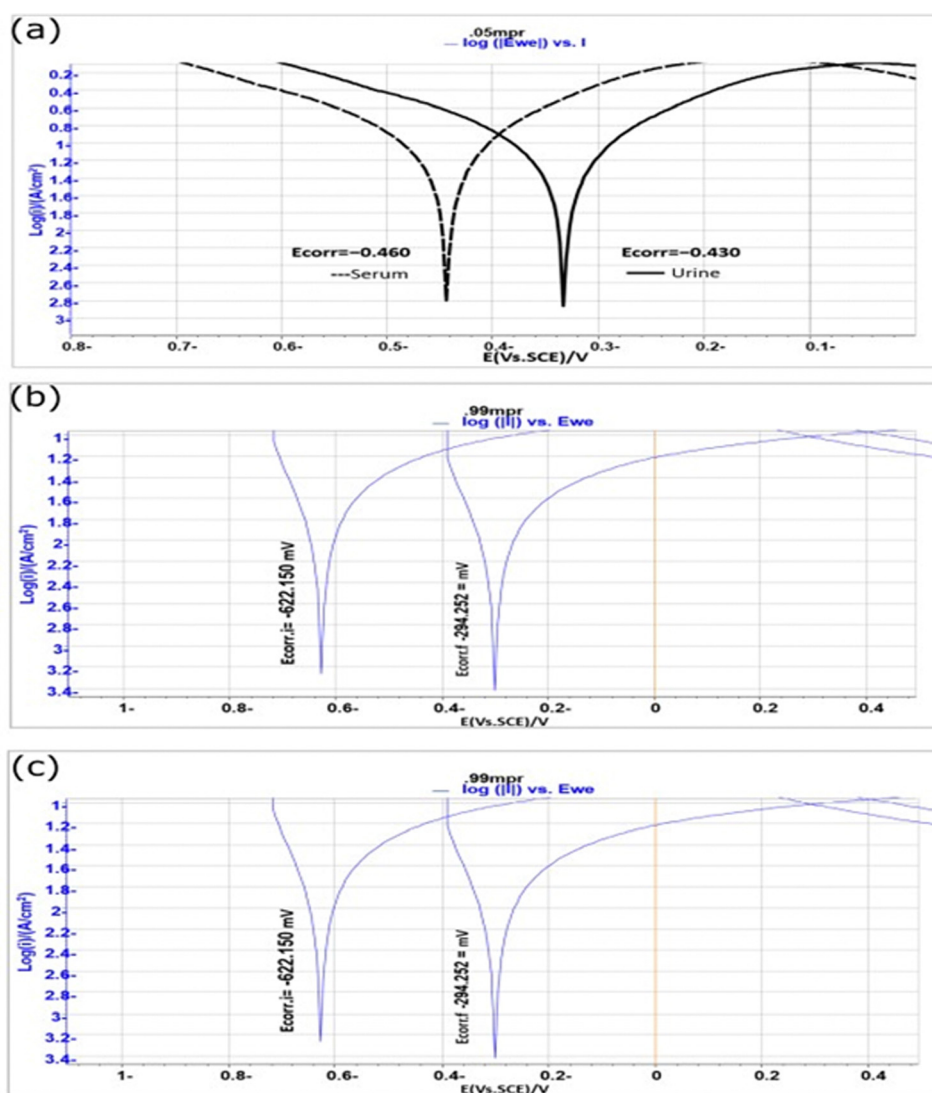 (a)
.05mpr
log (|Ewe|) vs. I
Log(i)/(A/cm²)
0.2-
0.4-
0.6-
0.8-
1-
1.2-
1.4-
1.6-
1.8-
2-
2.2-
2.4-
2.6-
2.8-
3-
Ecorr=−0.460
---Serum
Ecorr=−0.430
Urine
0.8- 0.7- 0.6- 0.5- 0.4- 0.3- 0.2- 0.1-
E(Vs.SCE)/V
(b)
.99mpr
log (|I|) vs. Ewe
Log(i)/(A/cm²)
1-
1.2-
1.4-
1.6-
1.8-
2-
2.2-
2.4-
2.6-
2.8-
3-
3.2-
3.4-
Ecorr.i= -622.150 mV
Ecorr.f -294.252 = mV
1- 0.8- 0.6- 0.4- 0.2- 0 0.2 0.4
E(Vs.SCE)/V
(c)
.99mpr
log (|I|) vs. Ewe
Log(i)/(A/cm²)
1-
1.2-
1.4-
1.6-
1.8-
2-
2.2-
2.4-
2.6-
2.8-
3-
3.2-
3.4-
Ecorr.i= -622.150 mV
Ecorr.f -294.252 = mV
1- 0.8- 0.6- 0.4- 0.2- 0 0.2 0.4
E(Vs.SCE)/V